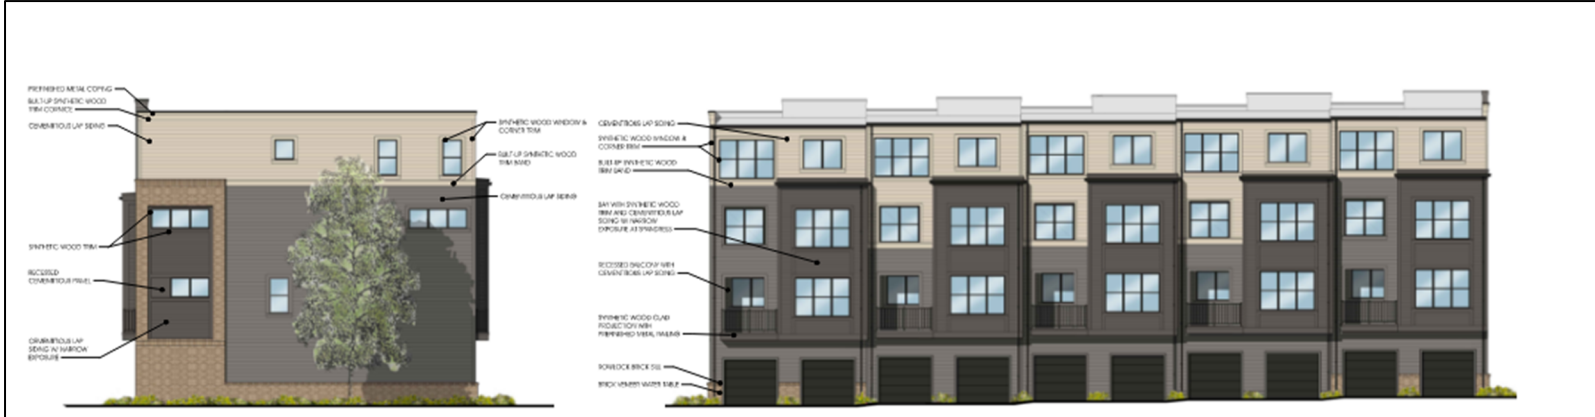 PREFINISHED METAL COPING
BUILT-UP SYNTHETIC WOOD
TRIM CORNICE
CEMENTITIOUS LAP SIDING
SYNTHETIC WOOD TRIM
RECESSED
CEMENTITIOUS PANEL
CEMENTITIOUS LAP
SIDING W/ NARROW
EXPOSURE
SYNTHETIC WOOD WINDOW &
CORNER TRIM
BUILT-UP SYNTHETIC WOOD
TRIM BAND
CEMENTITIOUS LAP SIDING
CEMENTITIOUS LAP SIDING
SYNTHETIC WOOD WINDOW &
CORNER TRIM
BUILT-UP SYNTHETIC WOOD
TRIM BAND
BAY WITH SYNTHETIC WOOD
TRIM AND CEMENTITIOUS LAP
SIDING W/ NARROW
EXPOSURE AT SPANDRELS
RECESSED BALCONY WITH
CEMENTITIOUS LAP SIDING
SYNTHETIC WOOD CLAD
PROJECTION WITH
PREFINISHED METAL RAILING
ROWLOCK BRICK SILL
BRICK VENEER WATER TABLE